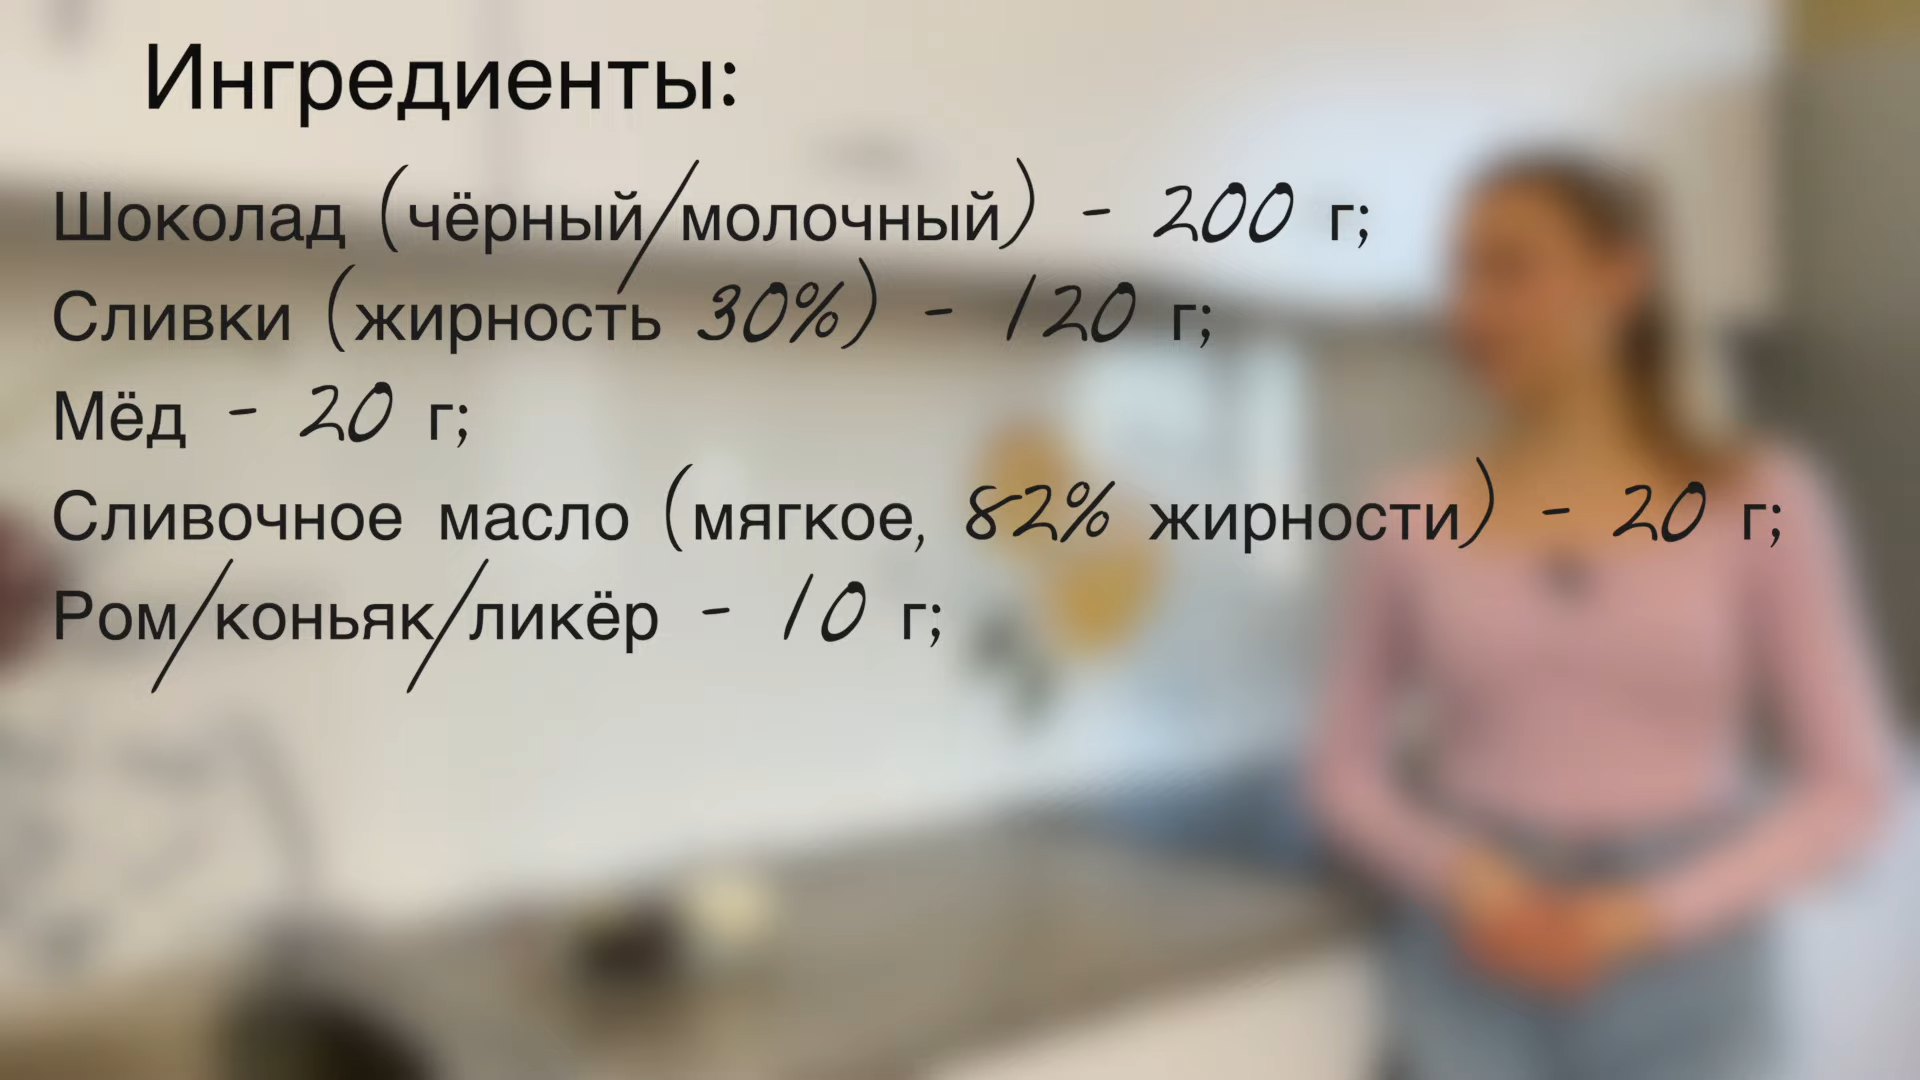 Ингредиенты:
Шоколад (чёрный/молочный) - 200 г;
Сливки (жирность 30%) - 120 г;
Мёд - 20 г;
Сливочное масло (мягкое, 82% жирности) - 20 г;
Ром/коньяк/ликёр - 10 г;